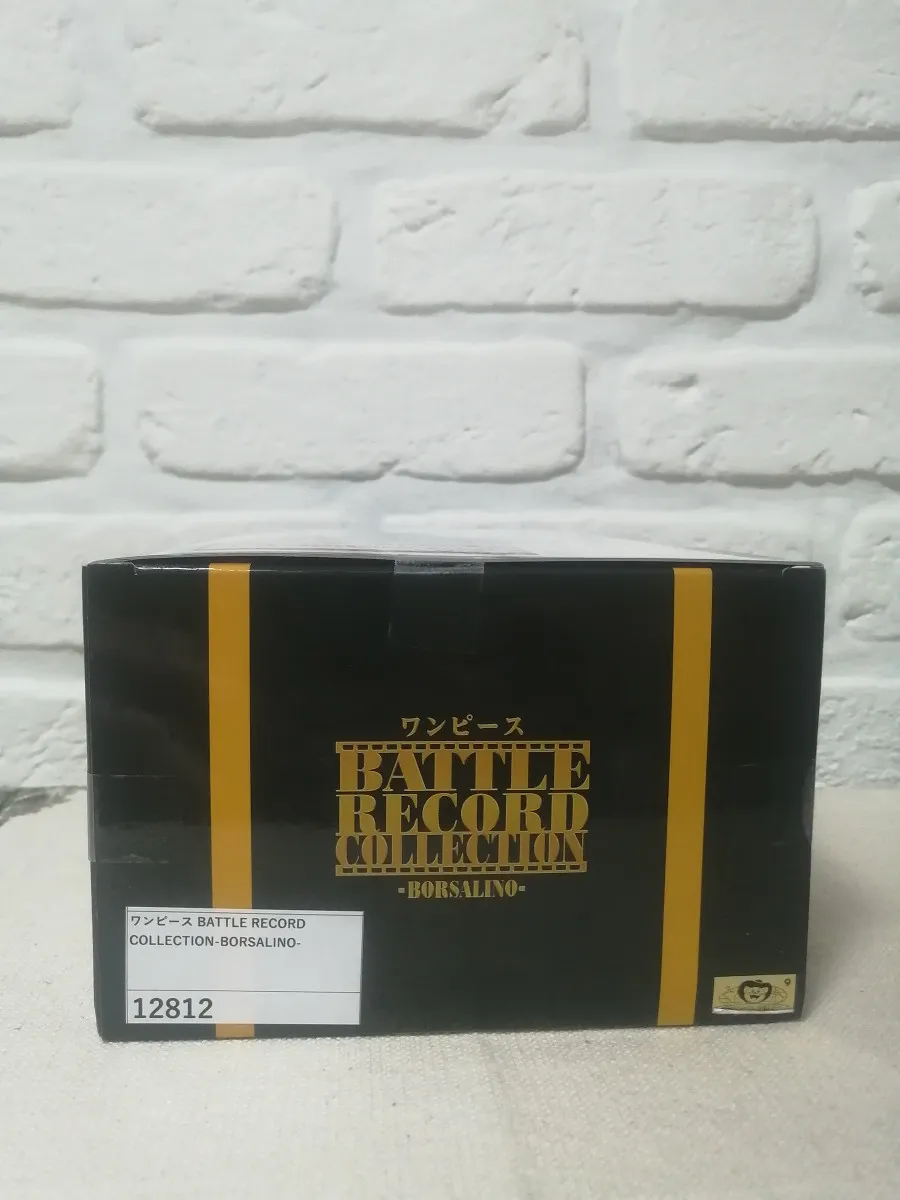 ワンピース
BATTLE
RECORD
COLLECTION
-BORSALINO-
ワンピース BATTLE RECORD
COLLECTION-BORSALINO-
12812